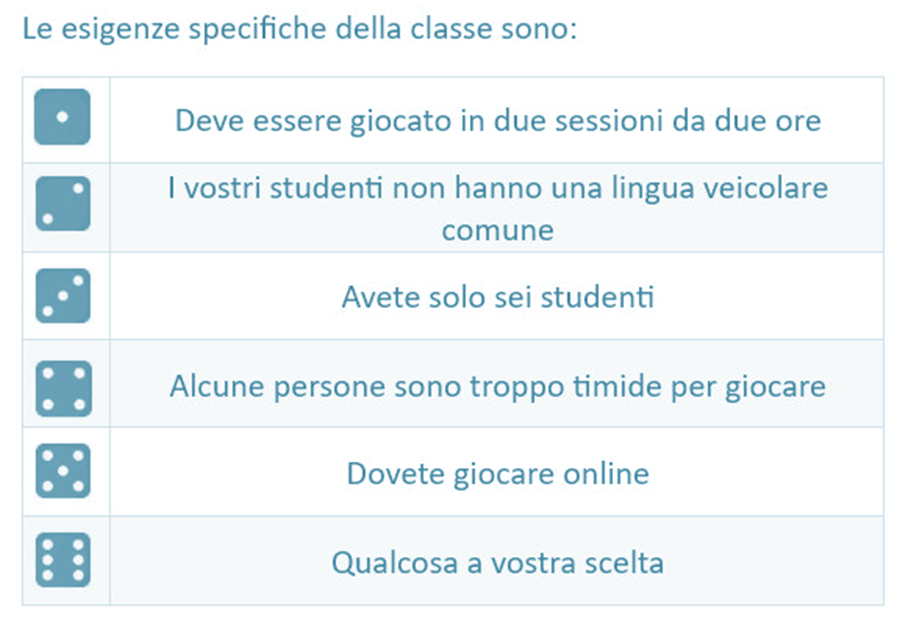 Le esigenze specifiche della classe sono:
Deve essere giocato in due sessioni da due ore
I vostri studenti non hanno una lingua veicolare
comune
Avete solo sei studenti
Alcune persone sono troppo timide per giocare
Dovete giocare online
Qualcosa a vostra scelta